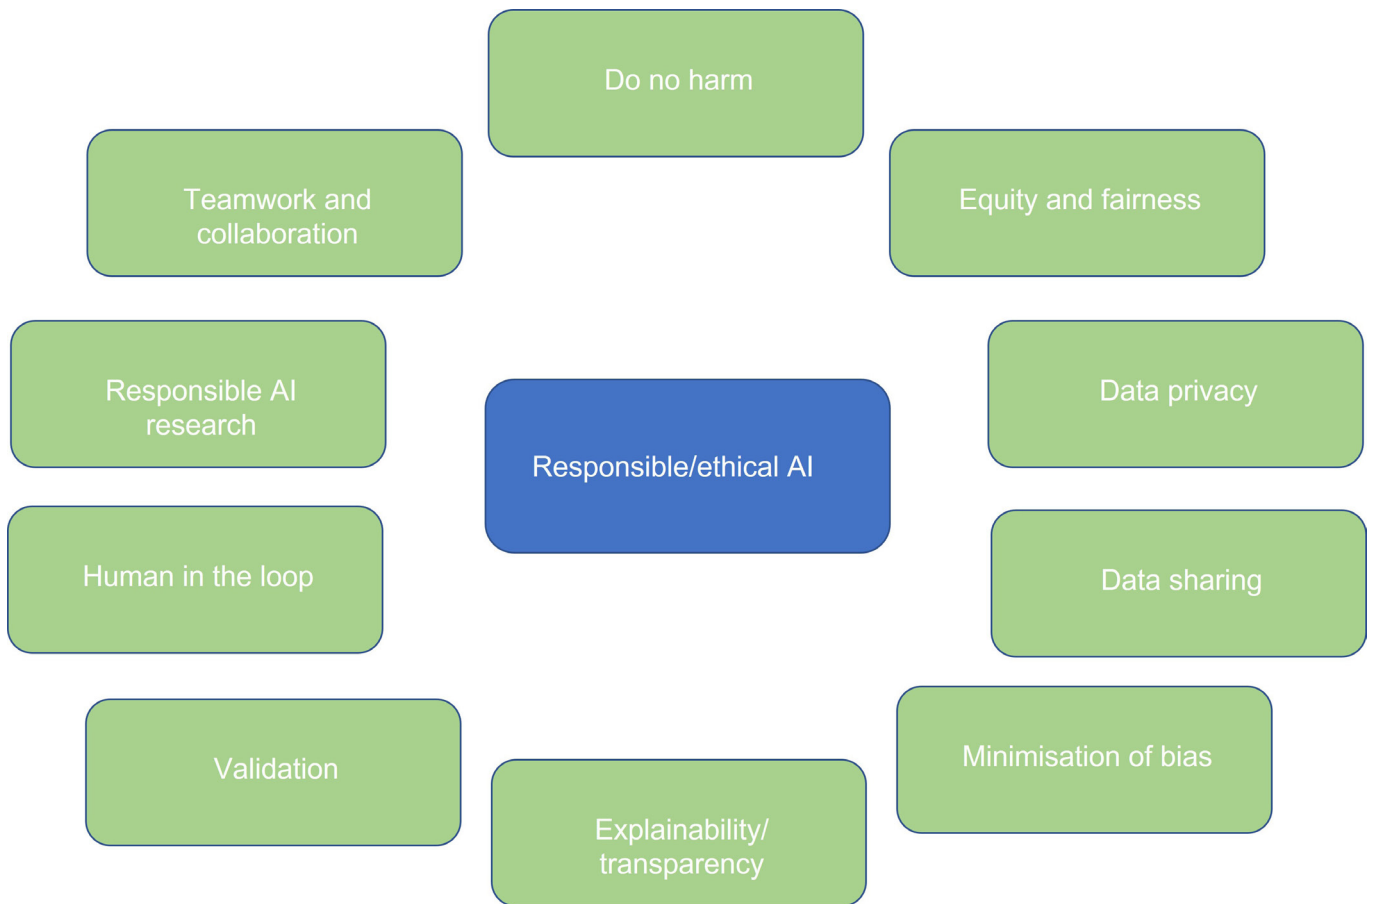 Do no harm
Teamwork and
collaboration
Equity and fairness
Responsible AI
research
Data privacy
Responsible/ethical AI
Human in the loop
Data sharing
Validation
Minimisation of bias
Explainability/
transparency